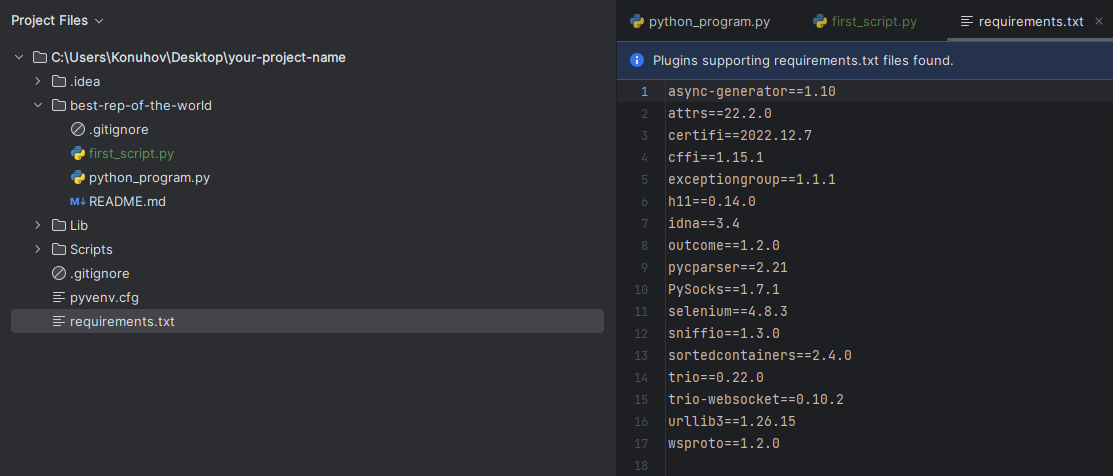 Project Files
C:\Users\Konuhov\Desktop\your-project-name
.idea
best-rep-of-the-world
.gitignore
first_script.py
python_program.py
M↓ README.md
Lib
Scripts
.gitignore
pyvenv.cfg
requirements.txt
python_program.py first_script.py requirements.txt
Plugins supporting requirements.txt files found.
1 async-generator==1.10
2 attrs==22.2.0
3 certifi==2022.12.7
4 cffi==1.15.1
5 exceptiongroup==1.1.1
6 h11==0.14.0
7 idna==3.4
8 outcome==1.2.0
9 pycparser==2.21
10 PySocks==1.7.1
11 selenium==4.8.3
12 sniffio==1.3.0
13 sortedcontainers==2.4.0
14 trio==0.22.0
15 trio-websocket==0.10.2
16 urllib3==1.26.15
17 wsproto==1.2.0
18